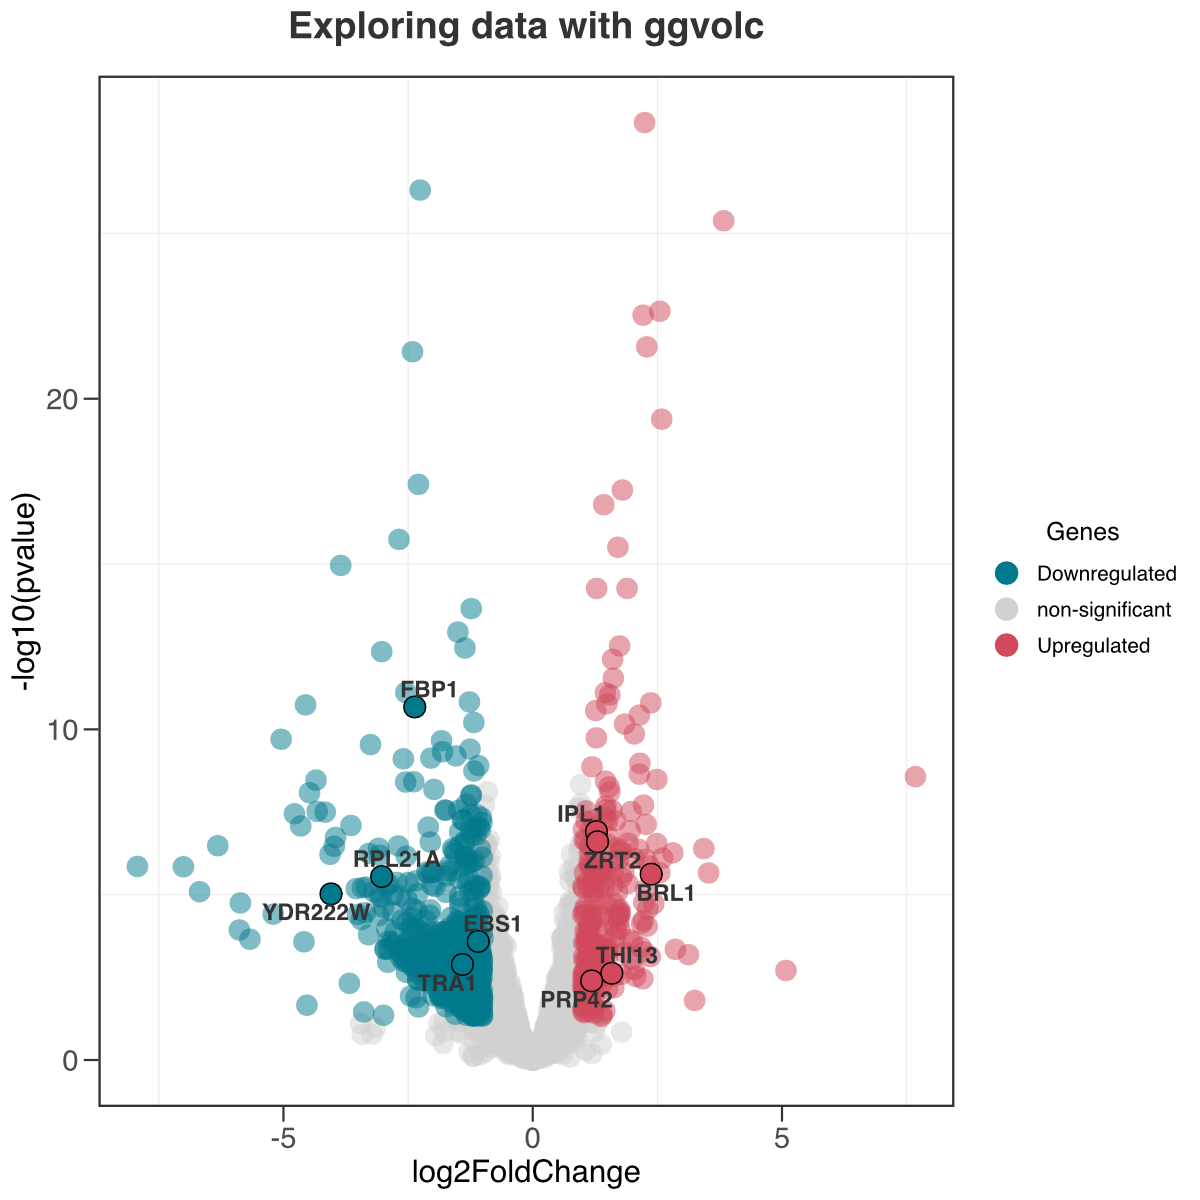 Exploring data with ggvolc
-log10(pvalue)
20
10
0
FBP1
IPL1
ZRT2
RPL21A
BRL1
YDR222W
EBS1
THI13
TRA1
PRP42
-5
0
5
log2FoldChange
Genes
Downregulated
non-significant
Upregulated